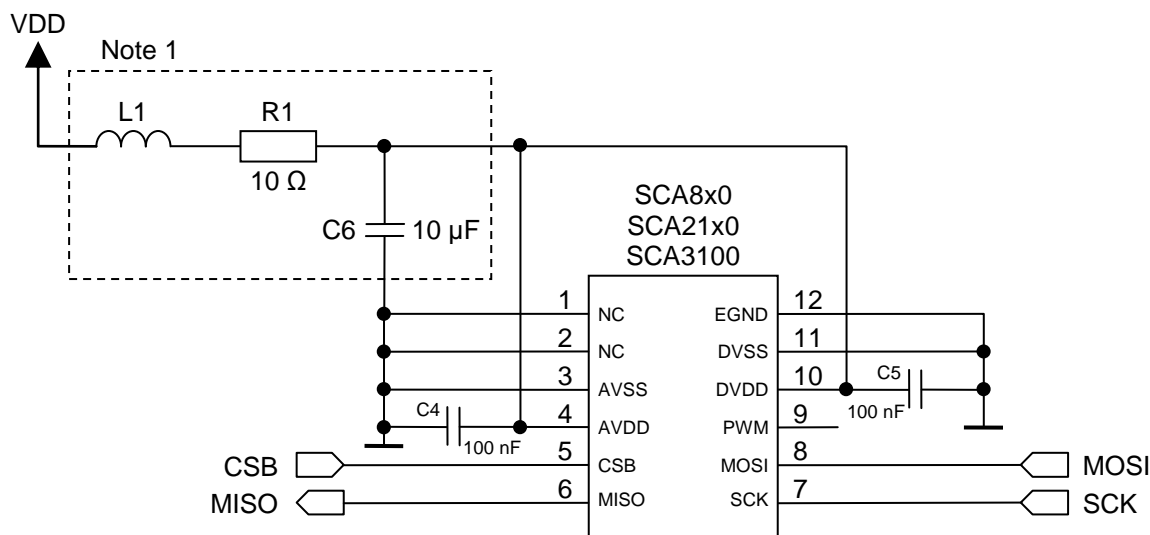 VDD
Note 1
L1
R1
10 Ω
C6
10 µF
SCA8x0
SCA21x0
SCA3100
1
NC
EGND
12
2
NC
DVSS
11
3
AVSS
DVDD
10
C5
100 nF
C4
100 nF
4
AVDD
PWM
9
CSB
5
CSB
MOSI
8
MOSI
MISO
6
MISO
SCK
7
SCK